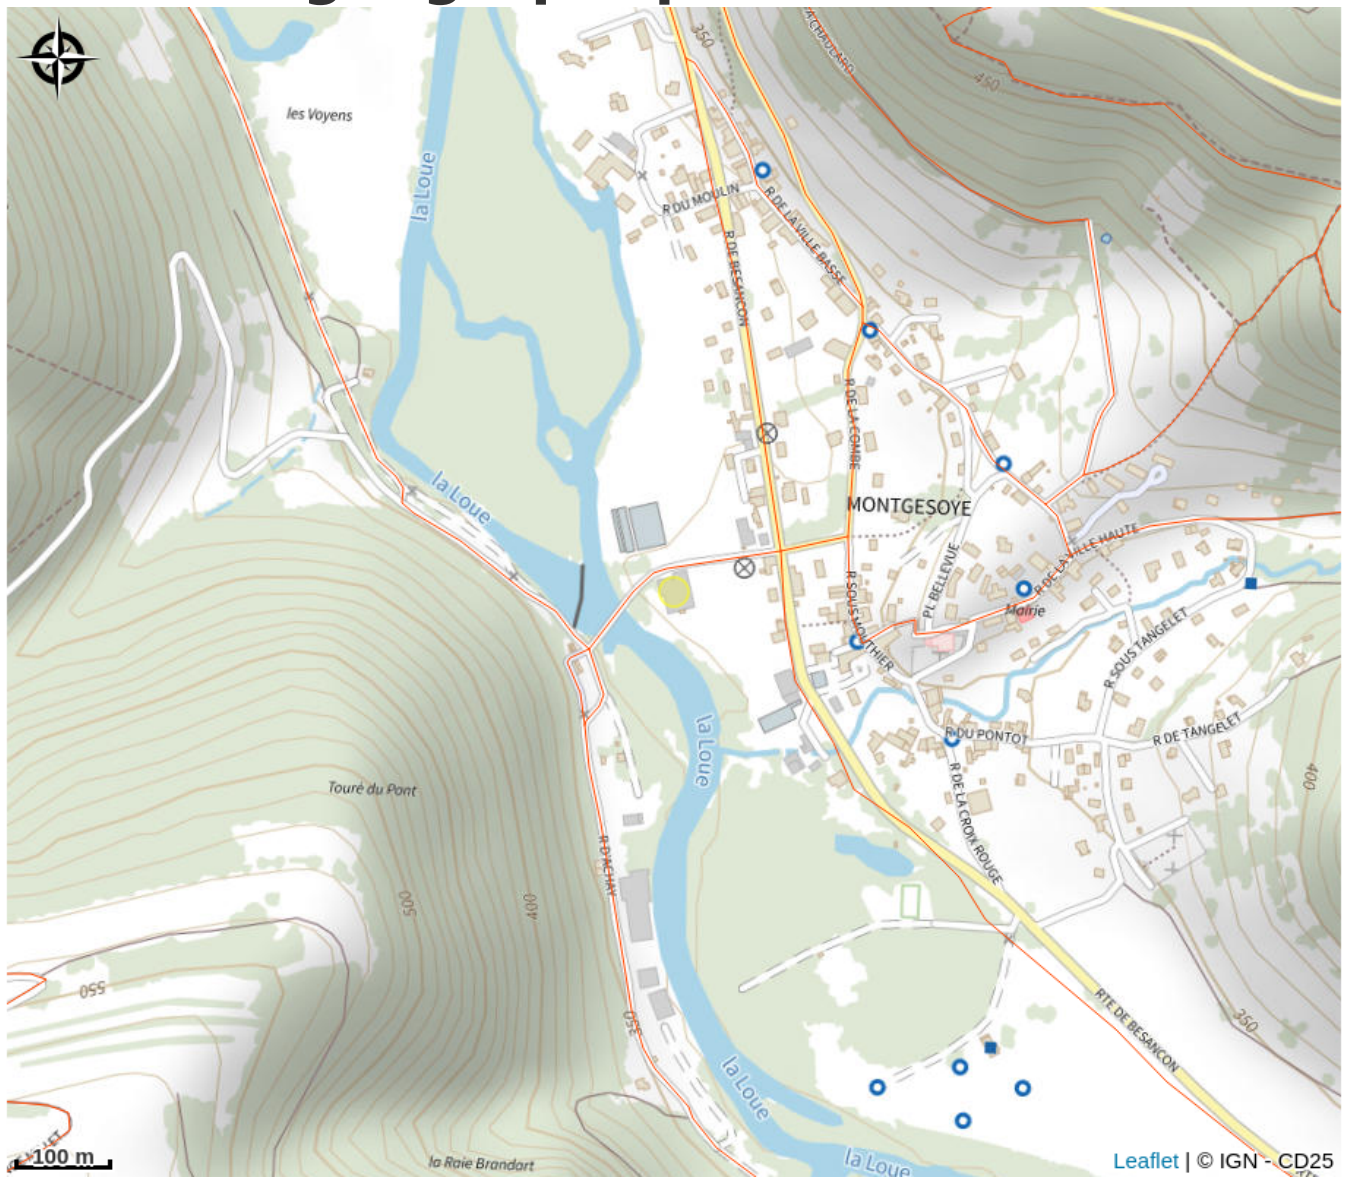 350
450
les Voyens
la Loue
R DU MOULIN
R DE LA VILLE BASSE
R DE BESANCON
R DE LA COMBE
la Loue
MONTGESOYE
R DE LA VILLE HAUTE
PL BELLEVUE
R SOUS MOUTHIER
Mairie
R SOUS TANGELET
la Loue
R DU PONTOT
R DE TANGELET
400
Touré du Pont
R DE LA CROIX ROUGE
R D'ACHAY
500
400
550
350
RTE DE BESANCON
350
la Loue
100 m
la Raie Brandart
la Loue
Leaflet | © IGN - CD25